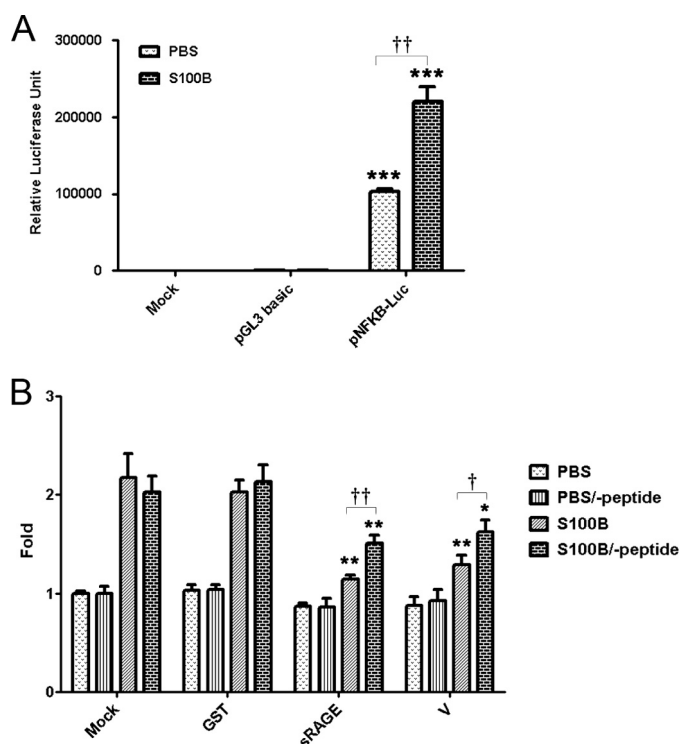 A
300000
200000
100000
0
Relative Luciferase Unit
PBS
S100B
***
††
***
Mock
pGL3 basic
pNFKB-Luc
B
3
2
1
0
Fold
††
**
**
†
**
*
Mock
GST
sRAGE
V
PBS
PBS/-peptide
S100B
S100B/-peptide